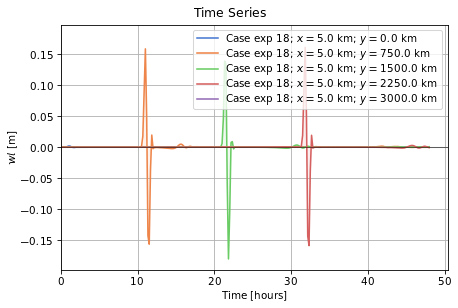 Time Series
Case exp 18; x = 5.0 km; y = 0.0 km
Case exp 18; x = 5.0 km; y = 750.0 km
Case exp 18; x = 5.0 km; y = 1500.0 km
Case exp 18; x = 5.0 km; y = 2250.0 km
Case exp 18; x = 5.0 km; y = 3000.0 km
0.15
0.10
0.05
0.00
−0.05
−0.10
−0.15
wl [m]
0 10 20 30 40 50
Time [hours]